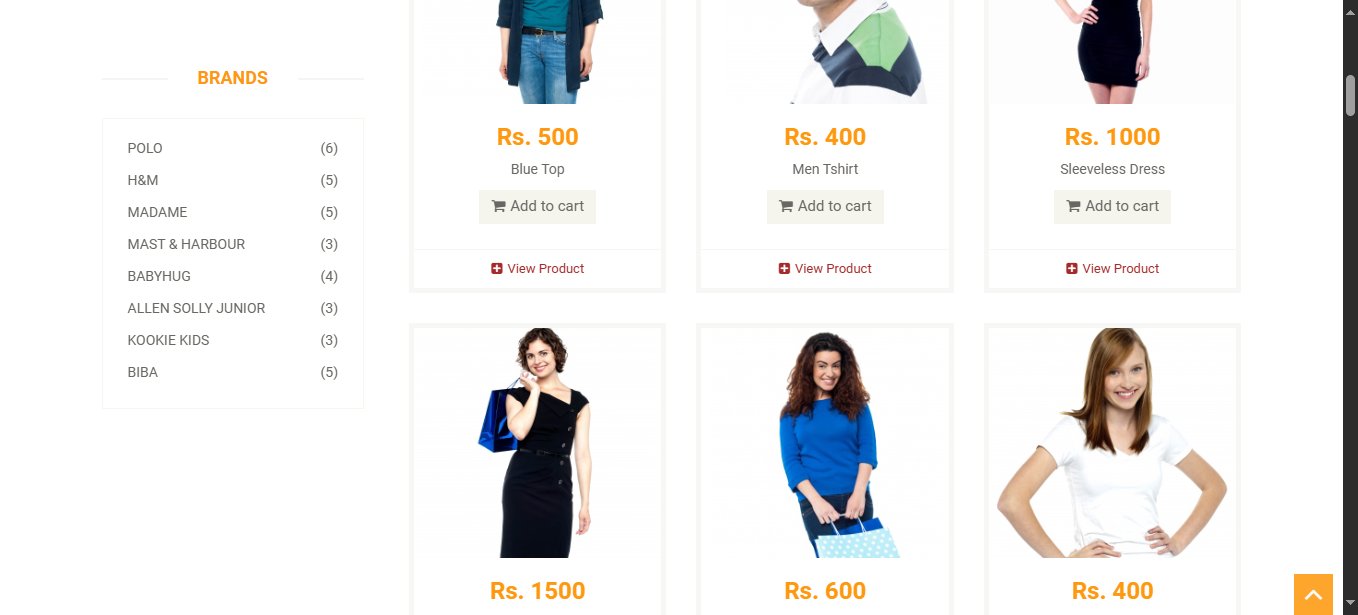 BRANDS
POLO (6)
H&M (5)
MADAME (5)
MAST & HARBOUR (3)
BABYHUG (4)
ALLEN SOLLY JUNIOR (3)
KOOKIE KIDS (3)
BIBA (5)
Rs. 500
Blue Top
Add to cart
View Product
Rs. 400
Men Tshirt
Add to cart
View Product
Rs. 1000
Sleeveless Dress
Add to cart
View Product
Rs. 1500
Rs. 600
Rs. 400